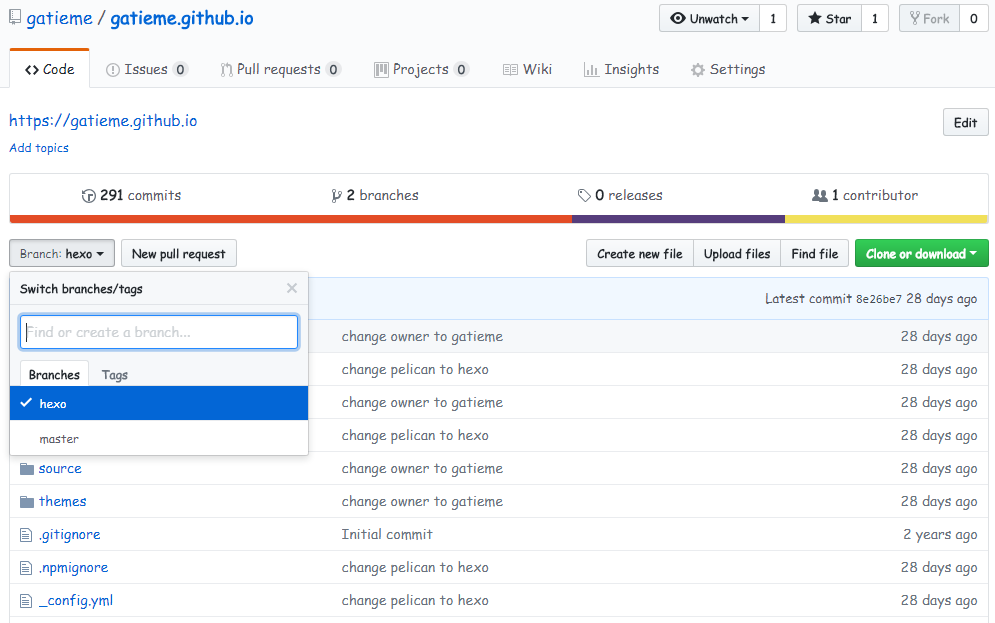 gatieme / gatieme.github.io Unwatch 1 Star 1 Fork 0
Code Issues 0 Pull requests 0 Projects 0 Wiki Insights Settings
https://gatieme.github.io Edit
Add topics
291 commits 2 branches 0 releases 1 contributor
Branch: hexo New pull request Create new file Upload files Find file Clone or download
Switch branches/tags
Latest commit 8e26be7 28 days ago
Find or create a branch...
change owner to gatieme 28 days ago
change pelican to hexo 28 days ago
Branches Tags
hexo change owner to gatieme 28 days ago
master change pelican to hexo 28 days ago
source change owner to gatieme 28 days ago
themes change owner to gatieme 28 days ago
.gitignore Initial commit 2 years ago
.npmignore change pelican to hexo 28 days ago
_config.yml change pelican to hexo 28 days ago